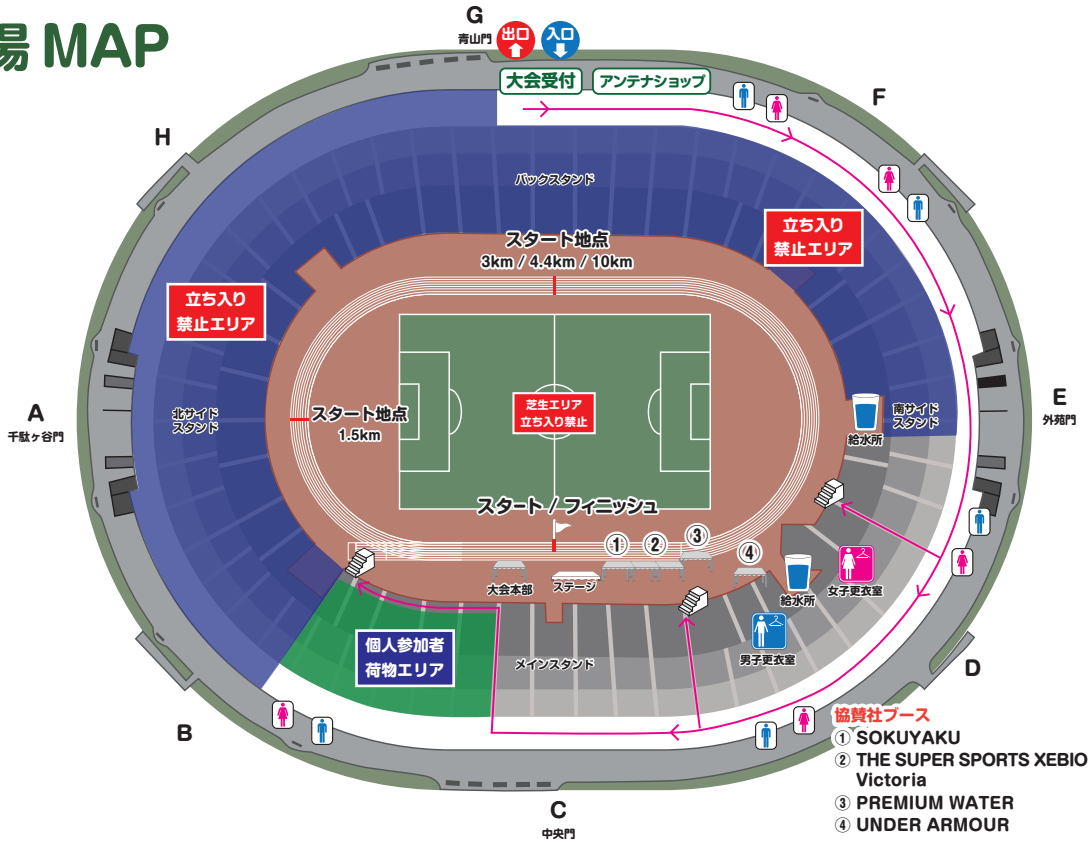 場 MAP
G
青山門
出口
入口
大会受付
アンテナショップ
F
H
バックスタンド
立ち入り
禁止エリア
スタート地点
3km / 4.4km / 10km
立ち入り
禁止エリア
A
千駄ヶ谷門
北サイド
スタンド
スタート地点
1.5km
芝生エリア
立ち入り禁止
給水所
南サイド
スタンド
E
外苑門
スタート / フィニッシュ
①
②
③
④
大会本部
ステージ
給水所
女子更衣室
男子更衣室
個人参加者
荷物エリア
メインスタンド
B
D
C
中央門
協賛社ブース
① SOKUYAKU
② THE SUPER SPORTS XEBIO
Victoria
③ PREMIUM WATER
④ UNDER ARMOUR